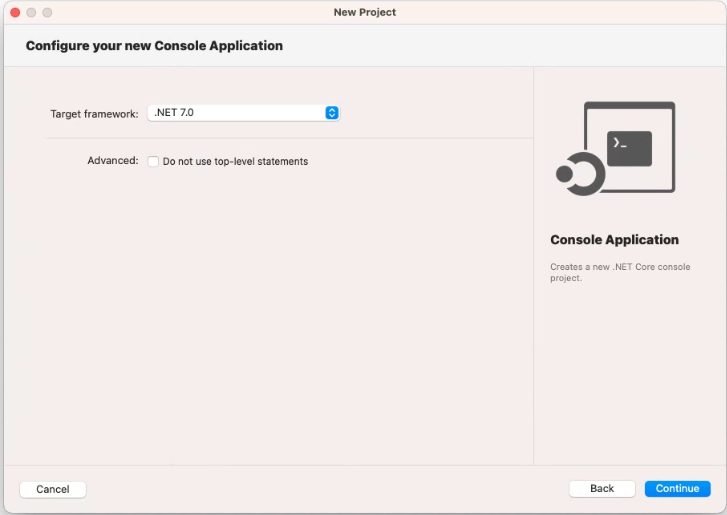 New Project
Configure your new Console Application
Target framework: .NET 7.0
Advanced: Do not use top-level statements
❯_
Console Application
Creates a new .NET Core console
project.
Cancel
Back
Continue